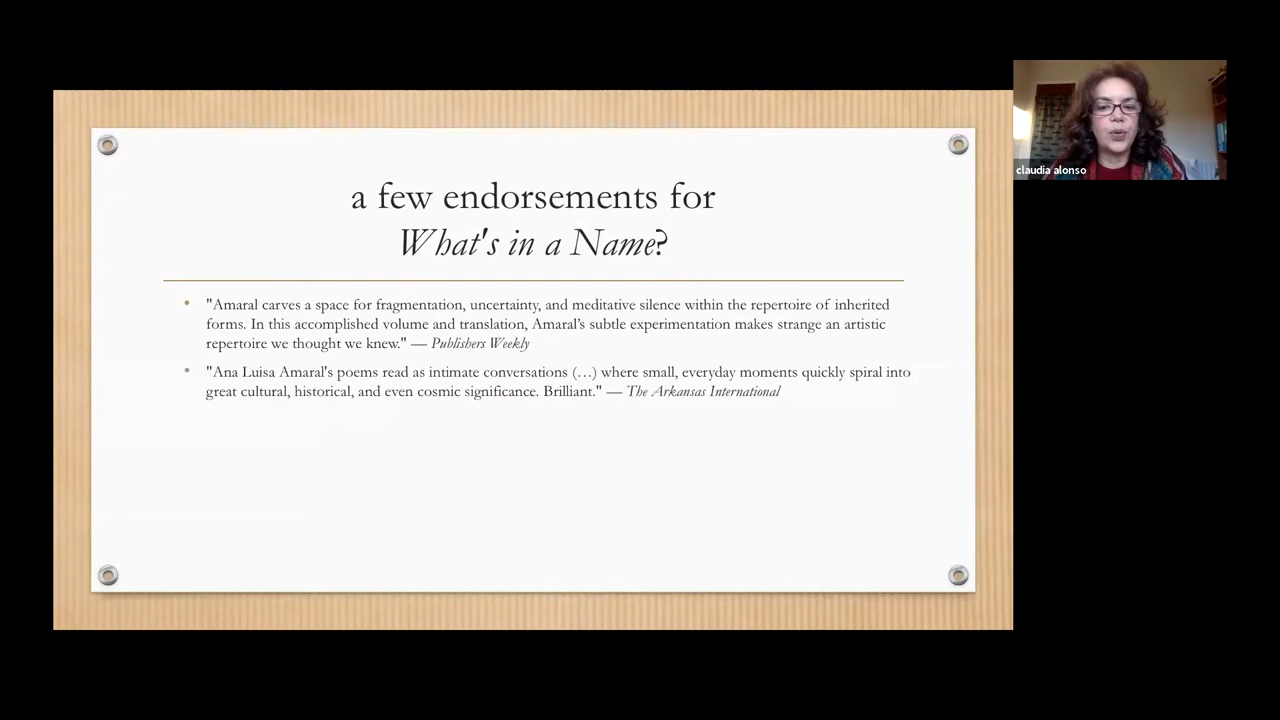 a few endorsements for
What's in a Name?
• "Amaral carves a space for fragmentation, uncertainty, and meditative silence within the repertoire of inherited
forms. In this accomplished volume and translation, Amaral’s subtle experimentation makes strange an artistic
repertoire we thought we knew." — Publishers Weekly
• "Ana Luisa Amaral's poems read as intimate conversations (…) where small, everyday moments quickly spiral into
great cultural, historical, and even cosmic significance. Brilliant." — The Arkansas International
claudia alonso